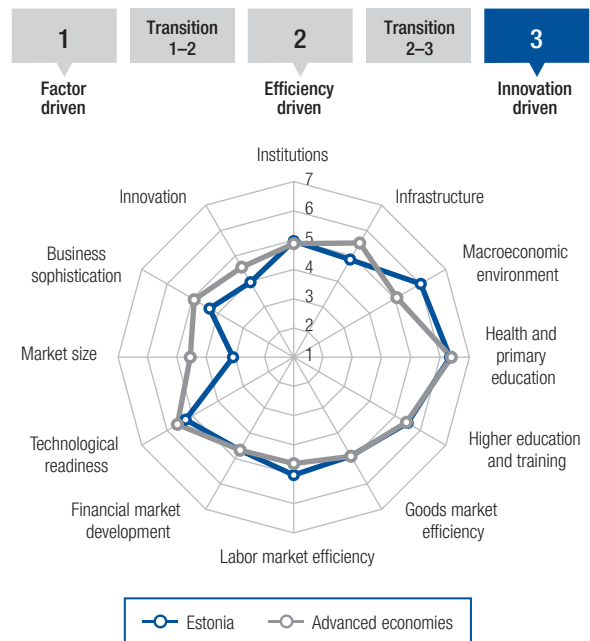 1
Transition
1–2
2
Transition
2–3
3
Factor
driven
Efficiency
driven
Innovation
driven
Institutions
Innovation
Infrastructure
Business
sophistication
Macroeconomic
environment
Market size
Health and
primary
education
Technological
readiness
Higher education
and training
Financial market
development
Goods market
efficiency
Labor market efficiency
7
6
5
4
3
2
1
Estonia
Advanced economies